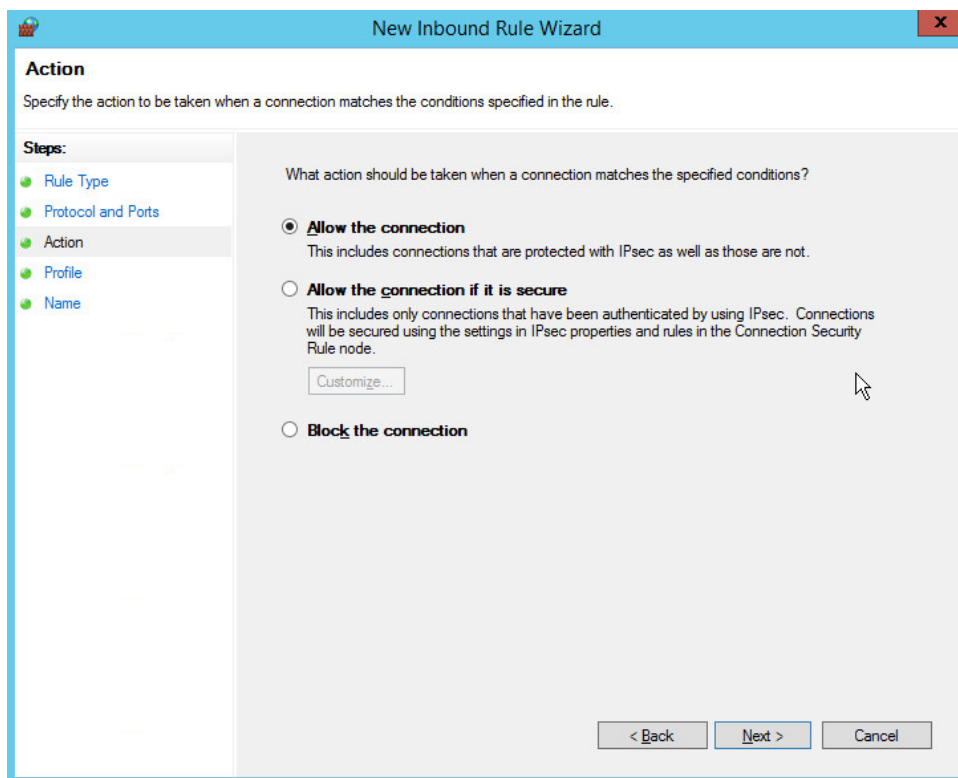 New Inbound Rule Wizard
x
Action
Specify the action to be taken when a connection matches the conditions specified in the rule.
Steps:
Rule Type
Protocol and Ports
Action
Profile
Name
What action should be taken when a connection matches the specified conditions?
Allow the connection
This includes connections that are protected with IPsec as well as those are not.
Allow the connection if it is secure
This includes only connections that have been authenticated by using IPsec. Connections
will be secured using the settings in IPsec properties and rules in the Connection Security
Rule node.
Customize...
Block the connection
< Back
Next >
Cancel